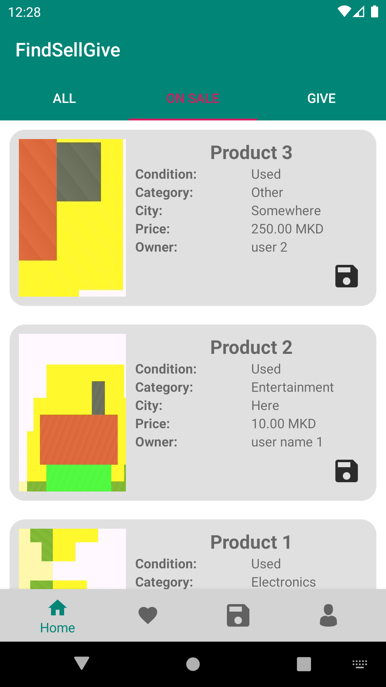 12:28
FindSellGive
ALL ON SALE GIVE
Product 3
Condition: Used
Category: Other
City: Somewhere
Price: 250.00 MKD
Owner: user 2
Product 2
Condition: Used
Category: Entertainment
City: Here
Price: 10.00 MKD
Owner: user name 1
Product 1
Condition: Used
Category: Electronics
Home